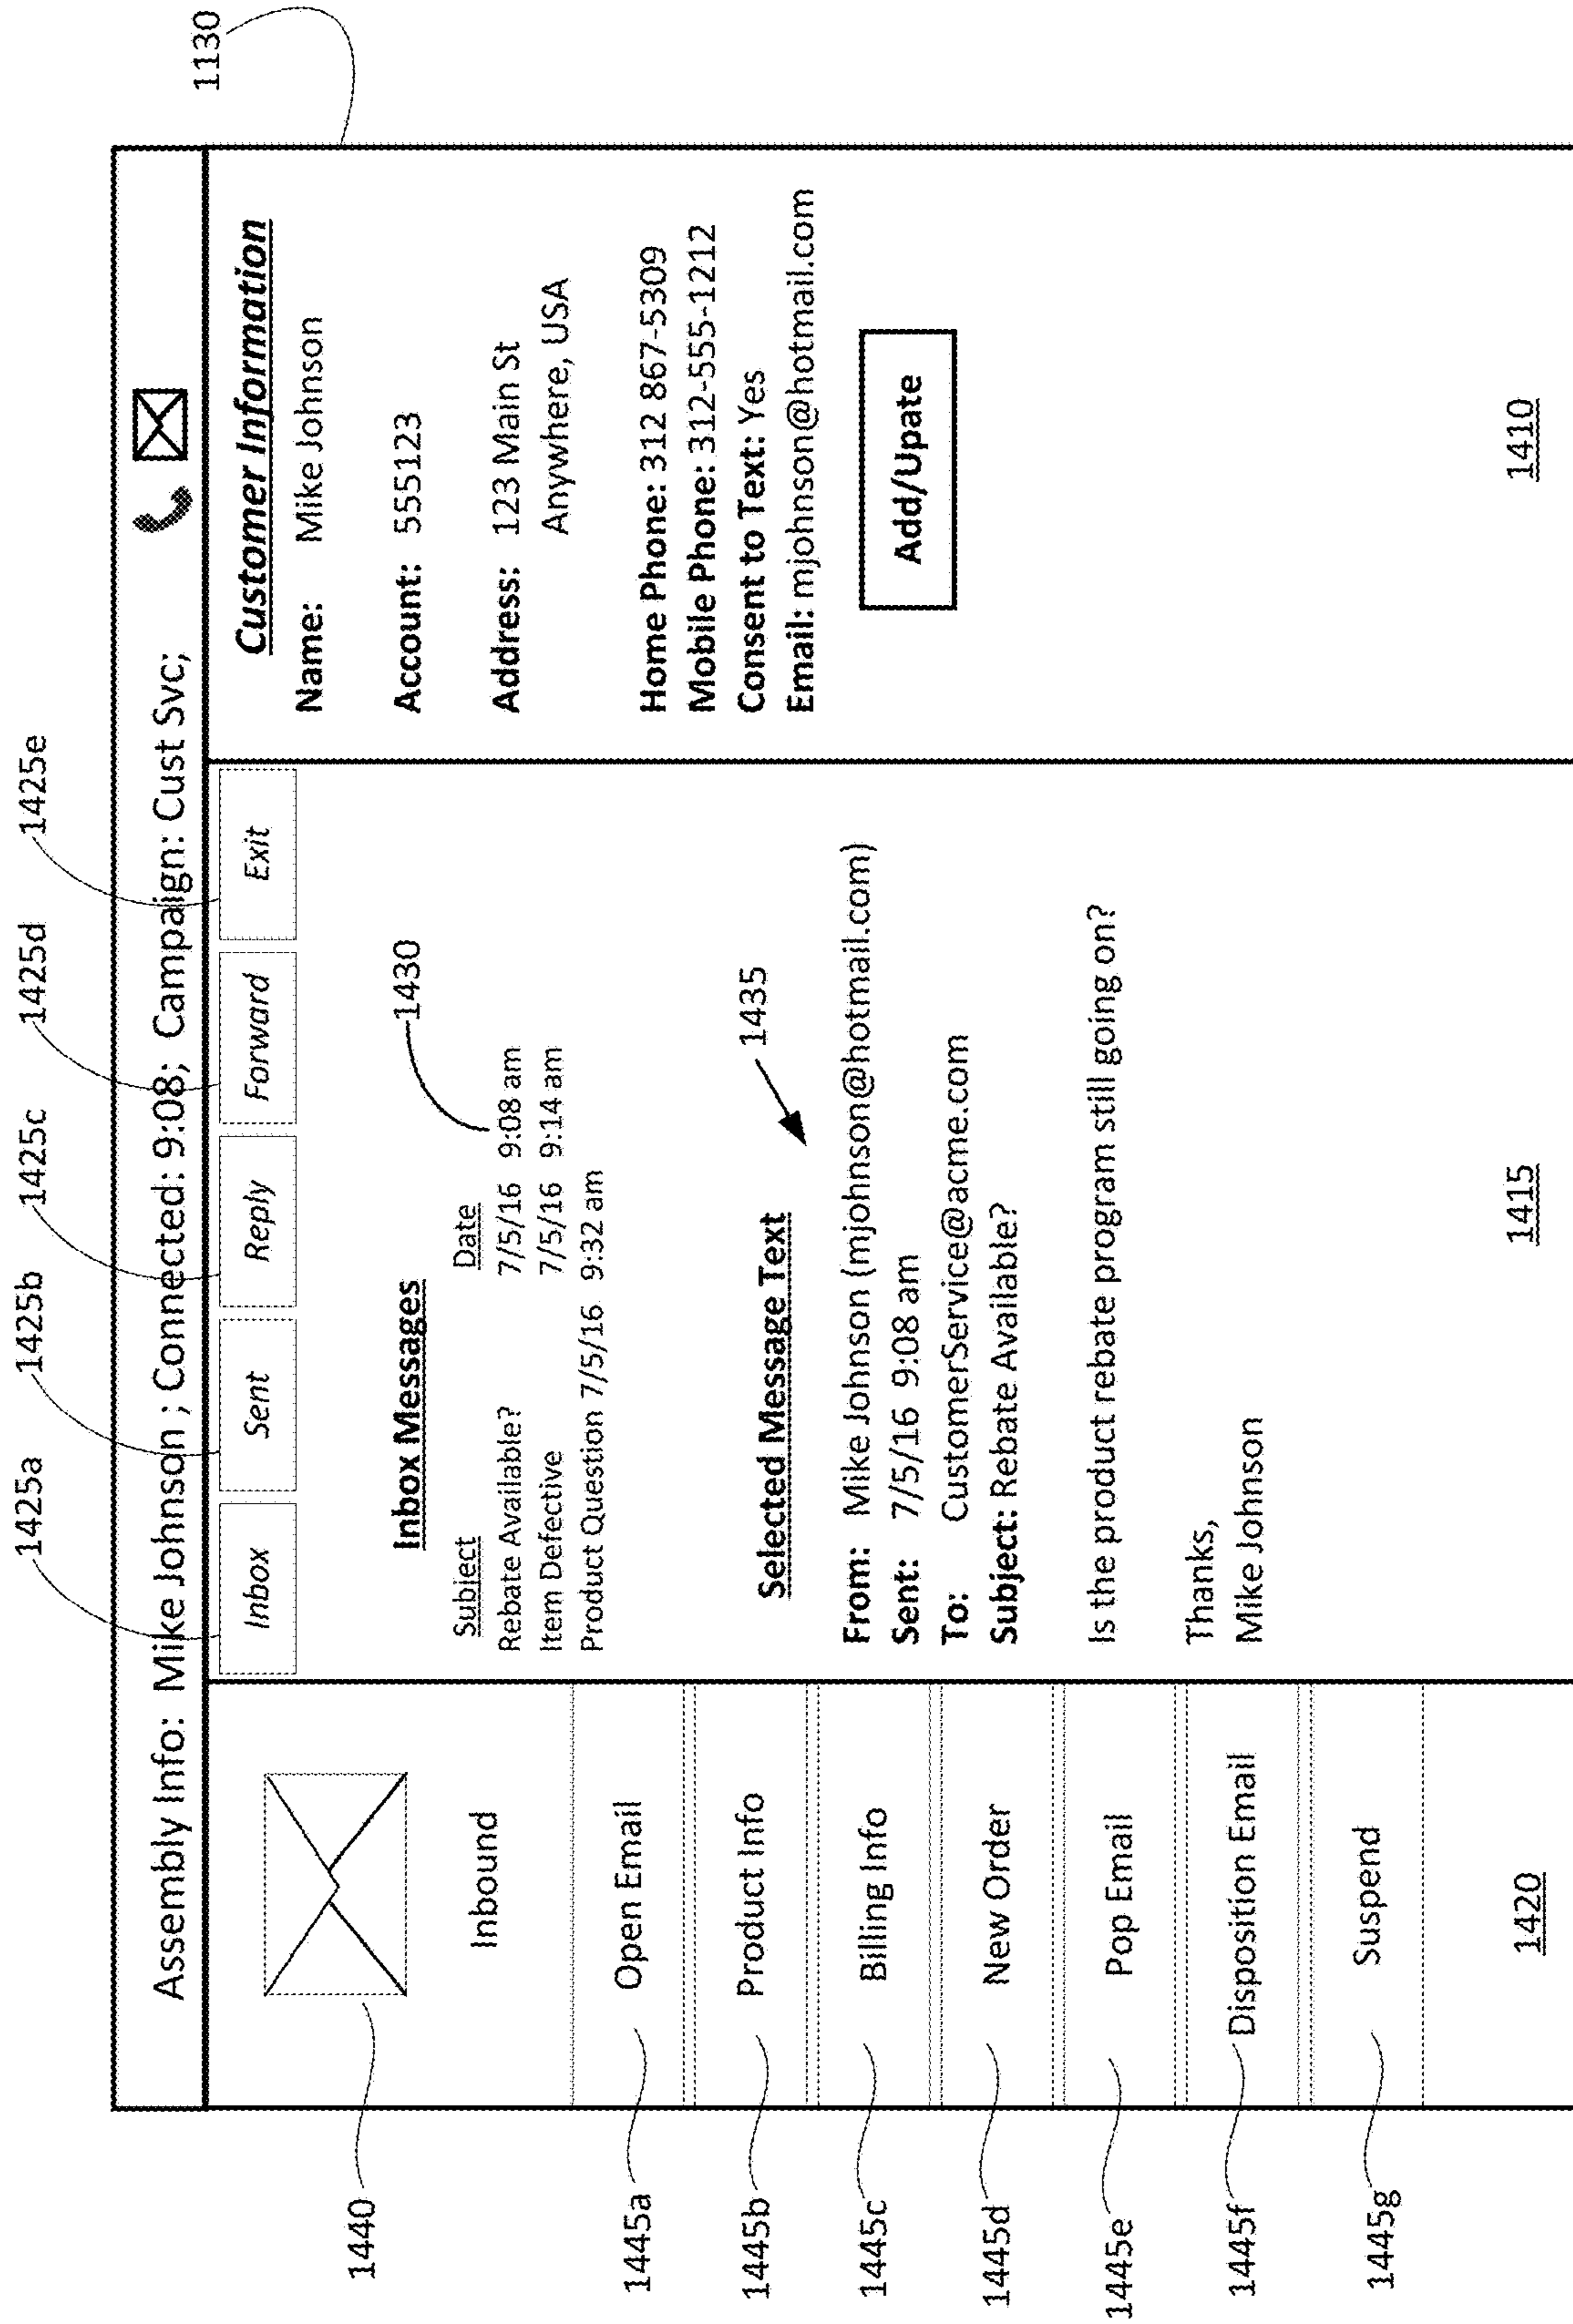 1425a 1425b 1425c 1425d 1425e
1130
Assembly Info: Mike Johnson ; Connected: 9:08; Campaign: Cust Svc;
1440
Inbound
1445a Open Email
1445b Product Info
1445c Billing Info
1445d New Order
1445e Pop Email
1445f Disposition Email
1445g Suspend
1420
Inbox Sent Reply Forward Exit
Inbox Messages
1430
Subject Date
Rebate Available? 7/5/16 9:08 am
Item Defective 7/5/16 9:14 am
Product Question 7/5/16 9:32 am
Selected Message Text
1435
From: Mike Johnson (mjohnson@hotmail.com)
Sent: 7/5/16 9:08 am
To: CustomerService@acme.com
Subject: Rebate Available?
Is the product rebate program still going on?
Thanks,
Mike Johnson
1415
Customer Information
Name: Mike Johnson
Account: 555123
Address: 123 Main St
Anywhere, USA
Home Phone: 312 867-5309
Mobile Phone: 312-555-1212
Consent to Text: Yes
Email: mjohnson@hotmail.com
Add/Upate
1410